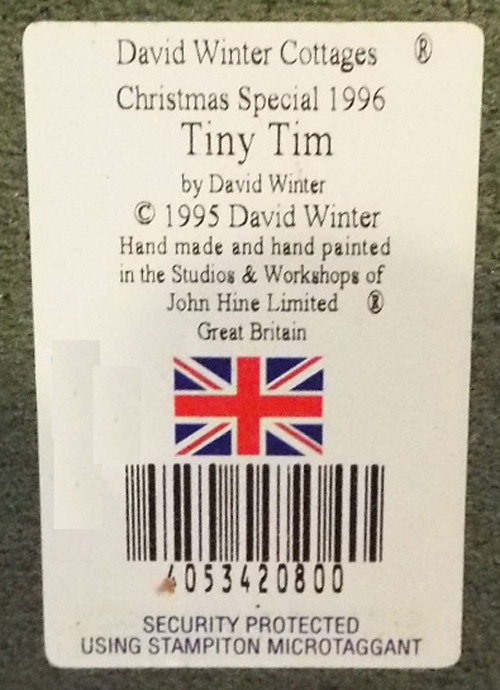 David Winter Cottages ®
Christmas Special 1996
Tiny Tim
by David Winter
© 1995 David Winter
Hand made and hand painted
in the Studios & Workshops of
John Hine Limited ®
Great Britain
4053420800
SECURITY PROTECTED
USING STAMPITON MICROTAGGANT